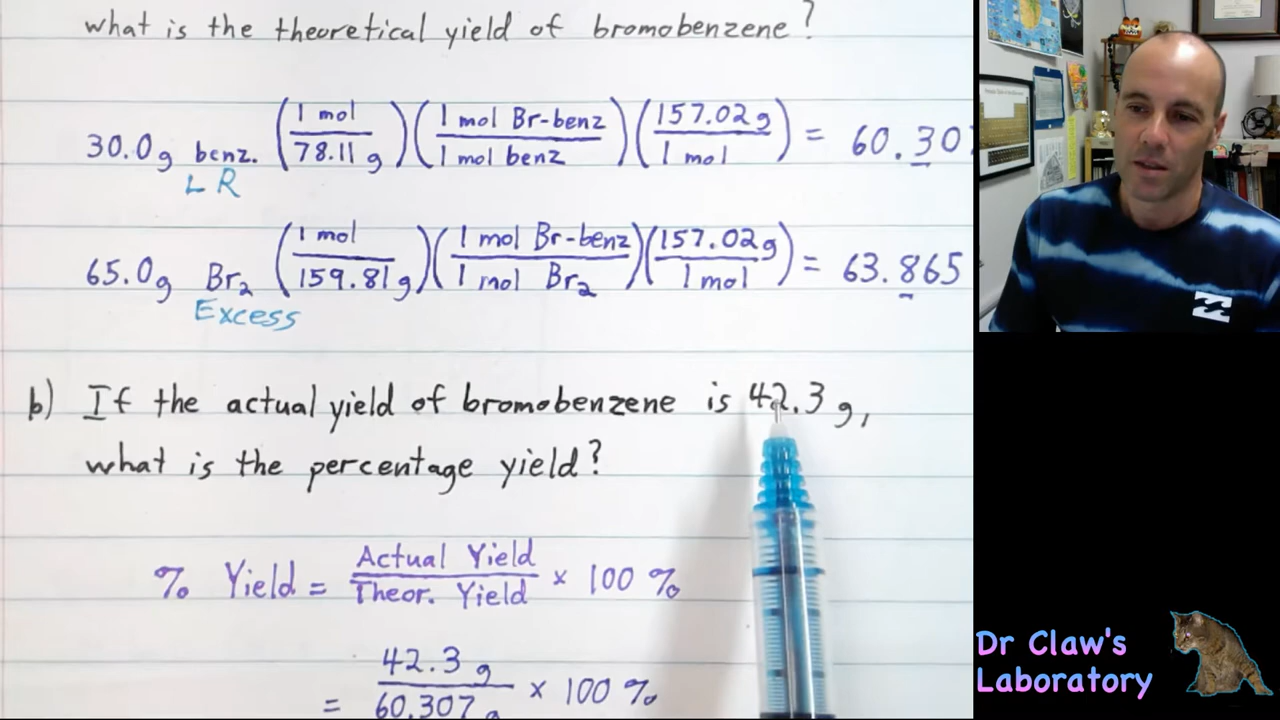 what is the theoretical yield of bromobenzene?
30.0g benz. (1 mol / 78.11 g) (1 mol Br-benz / 1 mol benz) (157.02 g / 1 mol) = 60.307
LR
65.0g Br₂ (1 mol / 159.81 g) (1 mol Br-benz / 1 mol Br₂) (157.02g / 1 mol) = 63.865
Excess
b) If the actual yield of bromobenzene is 42.3 g,
what is the percentage yield?
% Yield = Actual Yield / Theor. Yield × 100 %
= 42.3 g / 60.307 g × 100 %
Dr Claw's
Laboratory